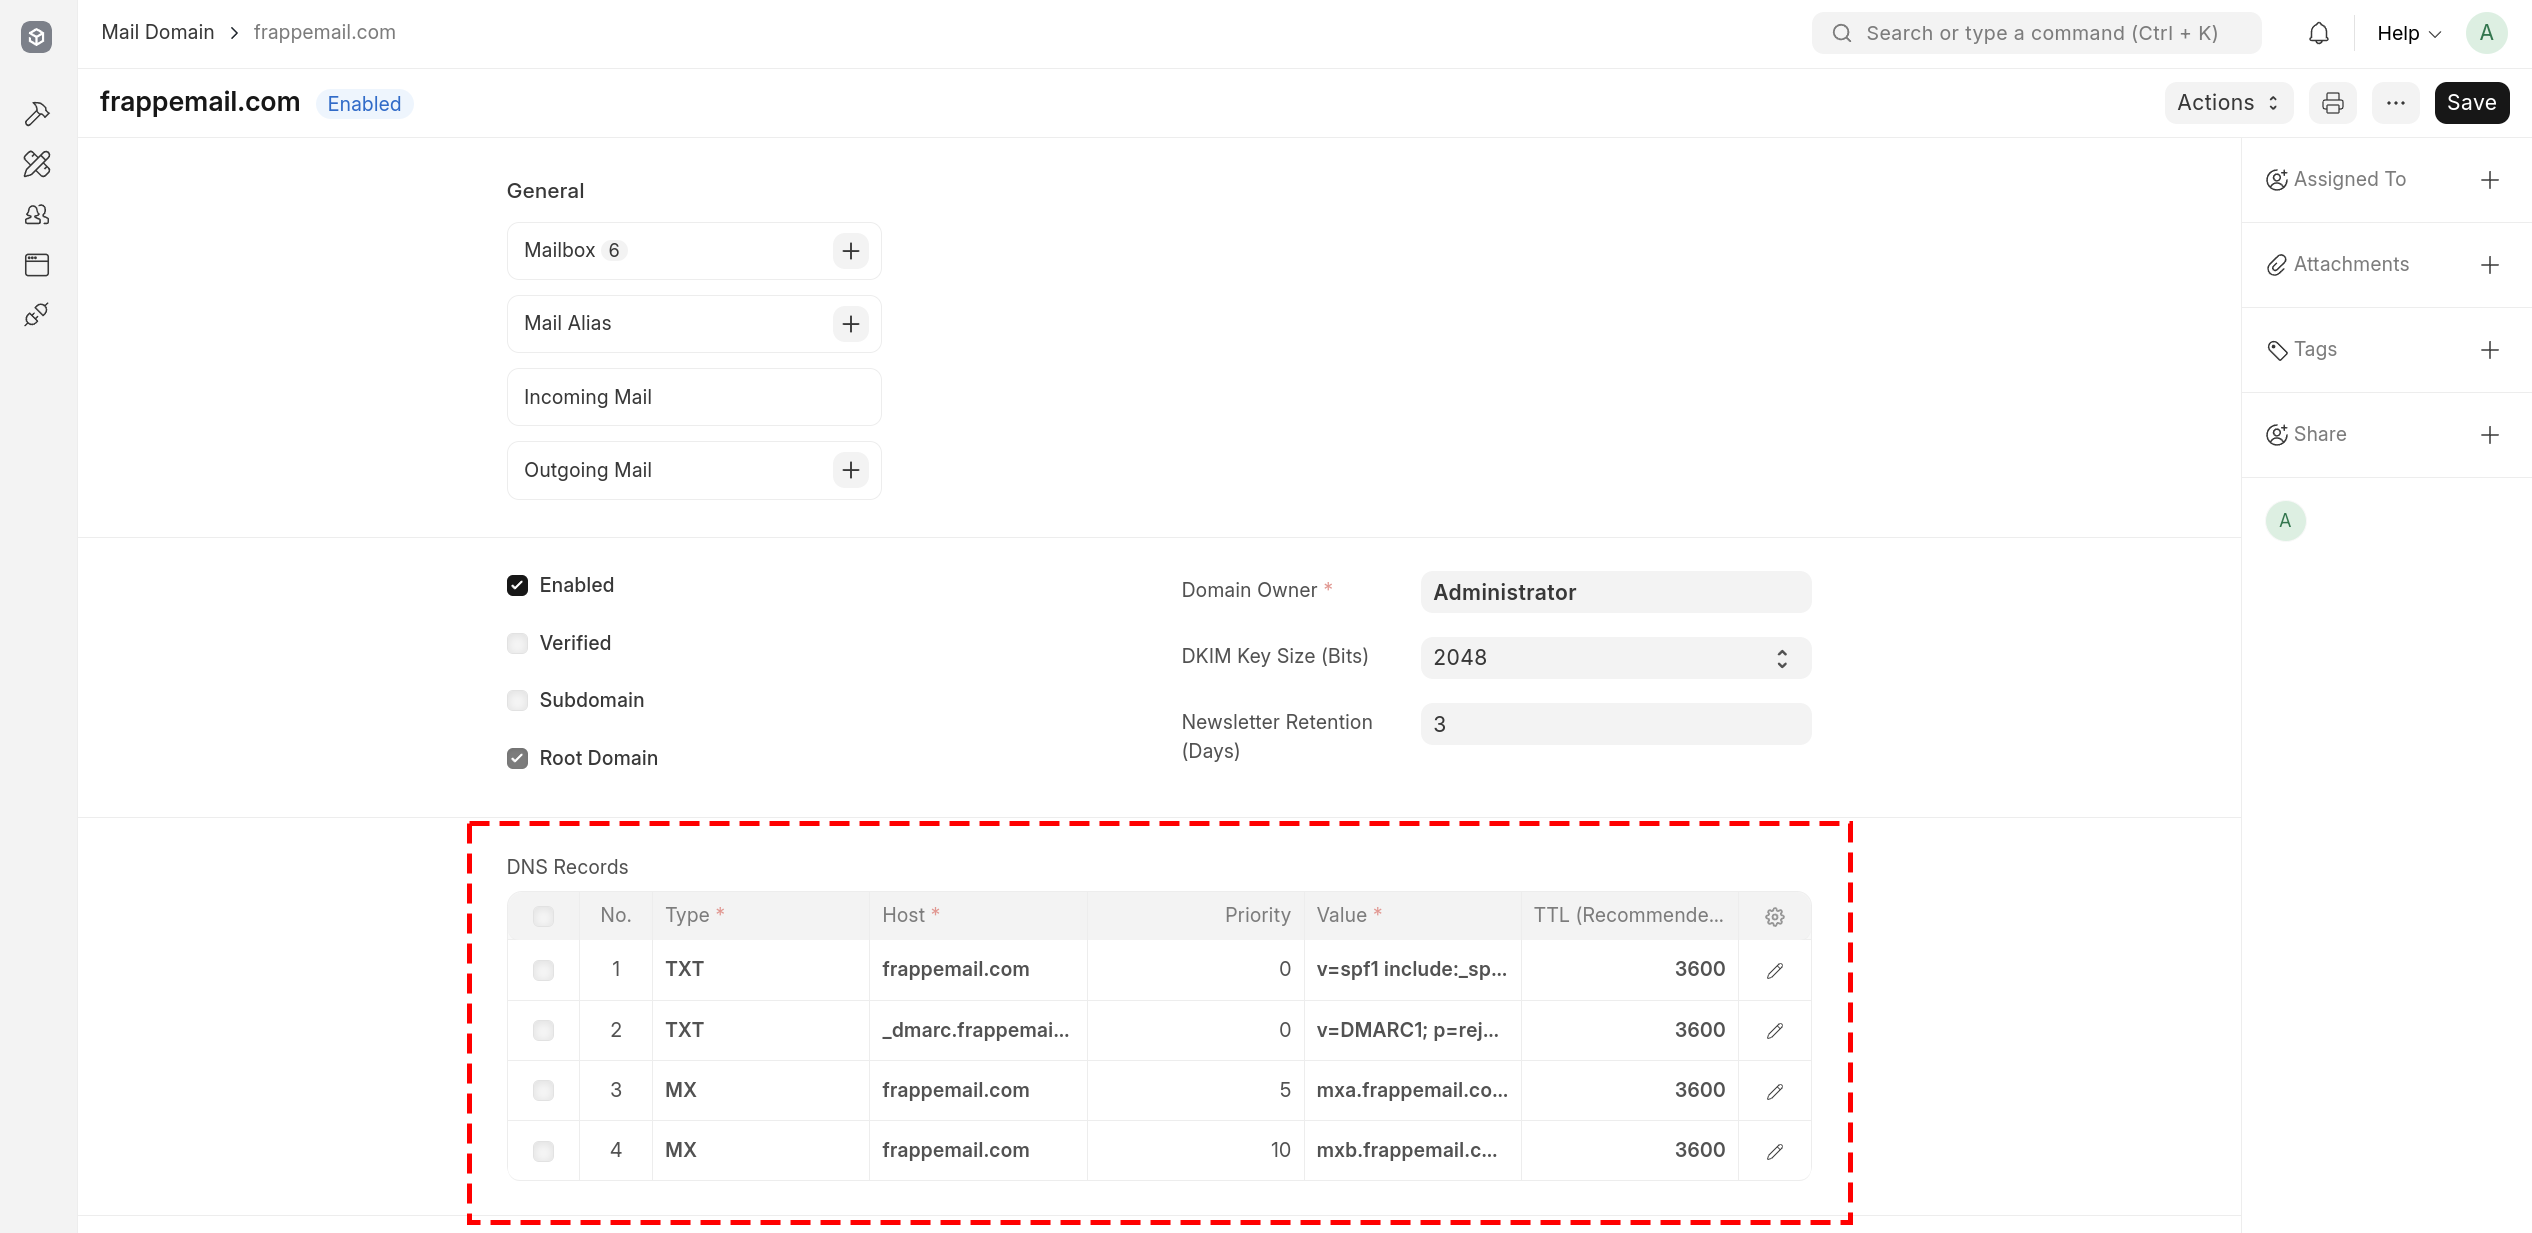 Mail Domain > frappemail.com
Search or type a command (Ctrl + K)
Help
A
frappemail.com Enabled
Actions
Save
General
Mailbox 6
Mail Alias
Incoming Mail
Outgoing Mail
Assigned To
Attachments
Tags
Share
A
Enabled
Verified
Subdomain
Root Domain
Domain Owner *
Administrator
DKIM Key Size (Bits)
2048
Newsletter Retention
(Days)
3
DNS Records
No. Type * Host * Priority Value * TTL (Recommende...
1 TXT frappemail.com 0 v=spf1 include:_sp... 3600
2 TXT _dmarc.frappemai... 0 v=DMARC1; p=rej... 3600
3 MX frappemail.com 5 mxa.frappemail.co... 3600
4 MX frappemail.com 10 mxb.frappemail.c... 3600